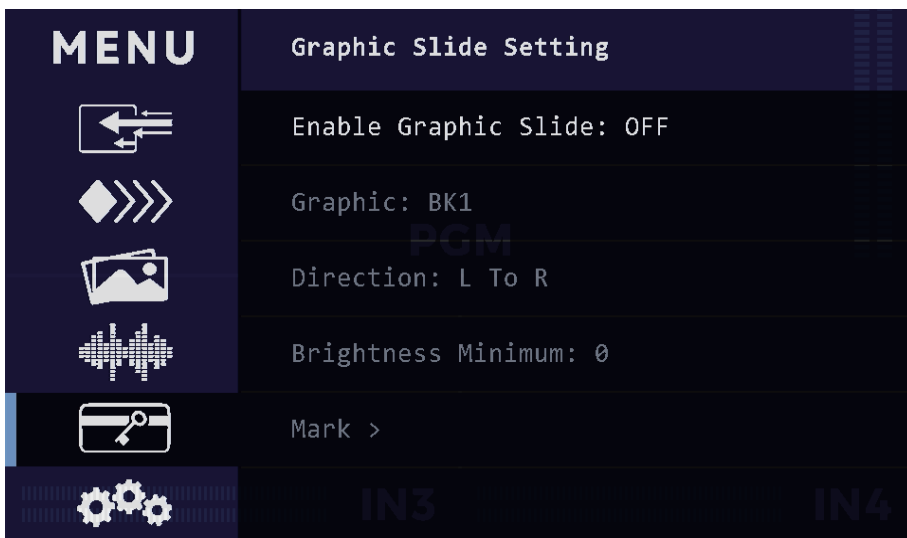 MENU
Graphic Slide Setting
Enable Graphic Slide: OFF
Graphic: BK1
PGM
Direction: L To R
Brightness Minimum: 0
Mark >
IN3
IN4